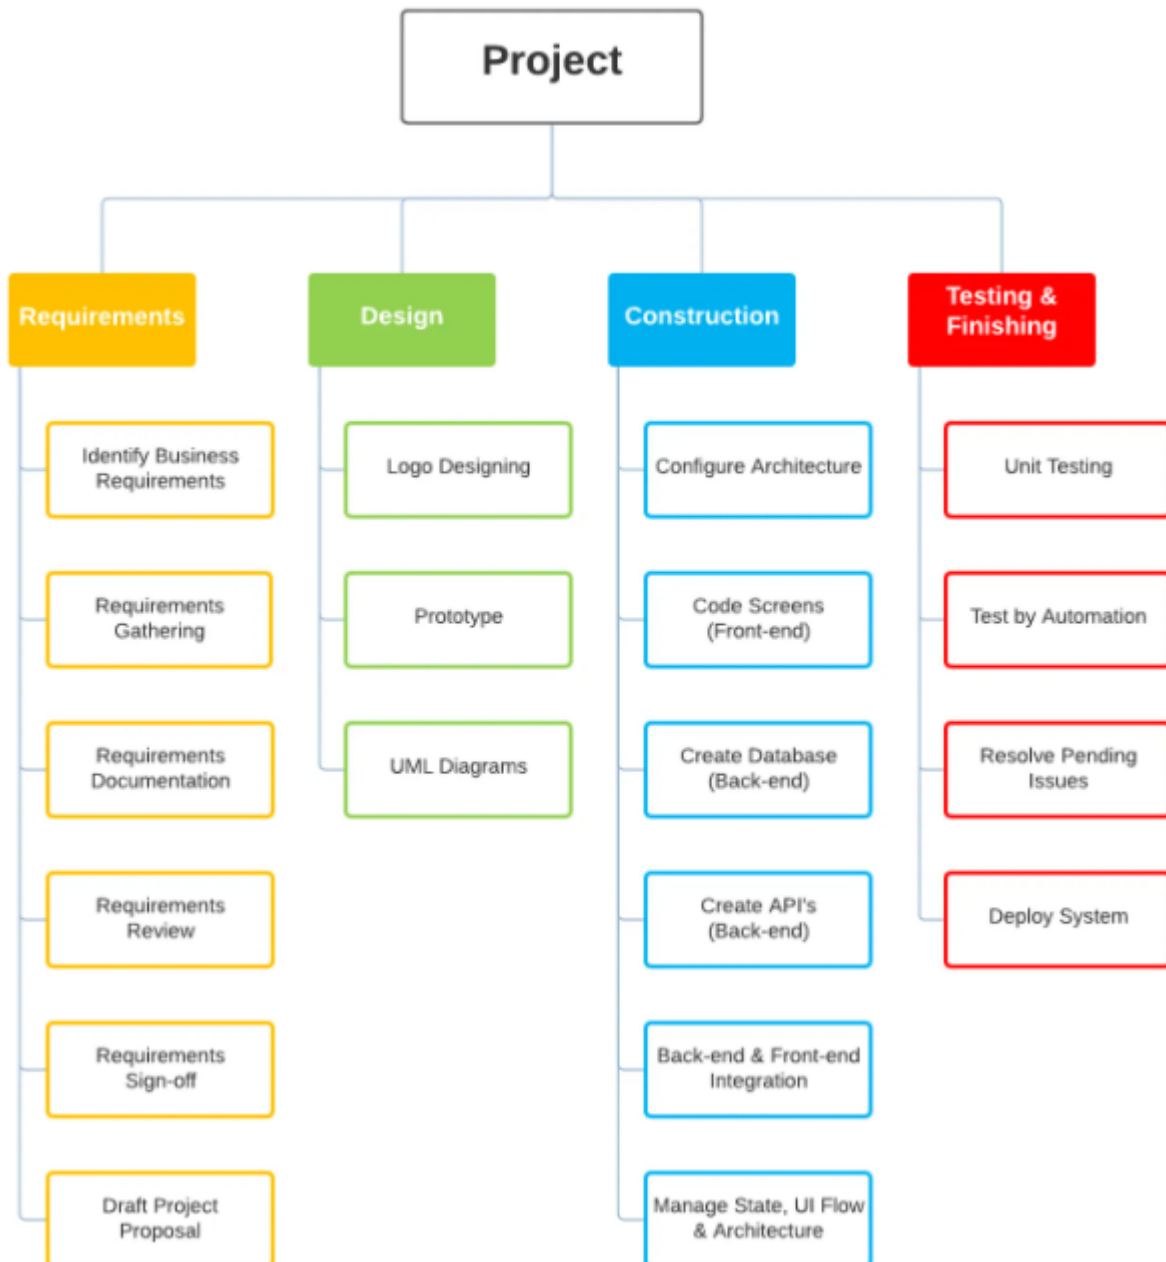 Project
Requirements
Identify Business
Requirements
Requirements
Gathering
Requirements
Documentation
Requirements
Review
Requirements
Sign-off
Draft Project
Proposal
Design
Logo Designing
Prototype
UML Diagrams
Construction
Configure Architecture
Code Screens
(Front-end)
Create Database
(Back-end)
Create API's
(Back-end)
Back-end & Front-end
Integration
Manage State, UI Flow
& Architecture
Testing &
Finishing
Unit Testing
Test by Automation
Resolve Pending
Issues
Deploy System